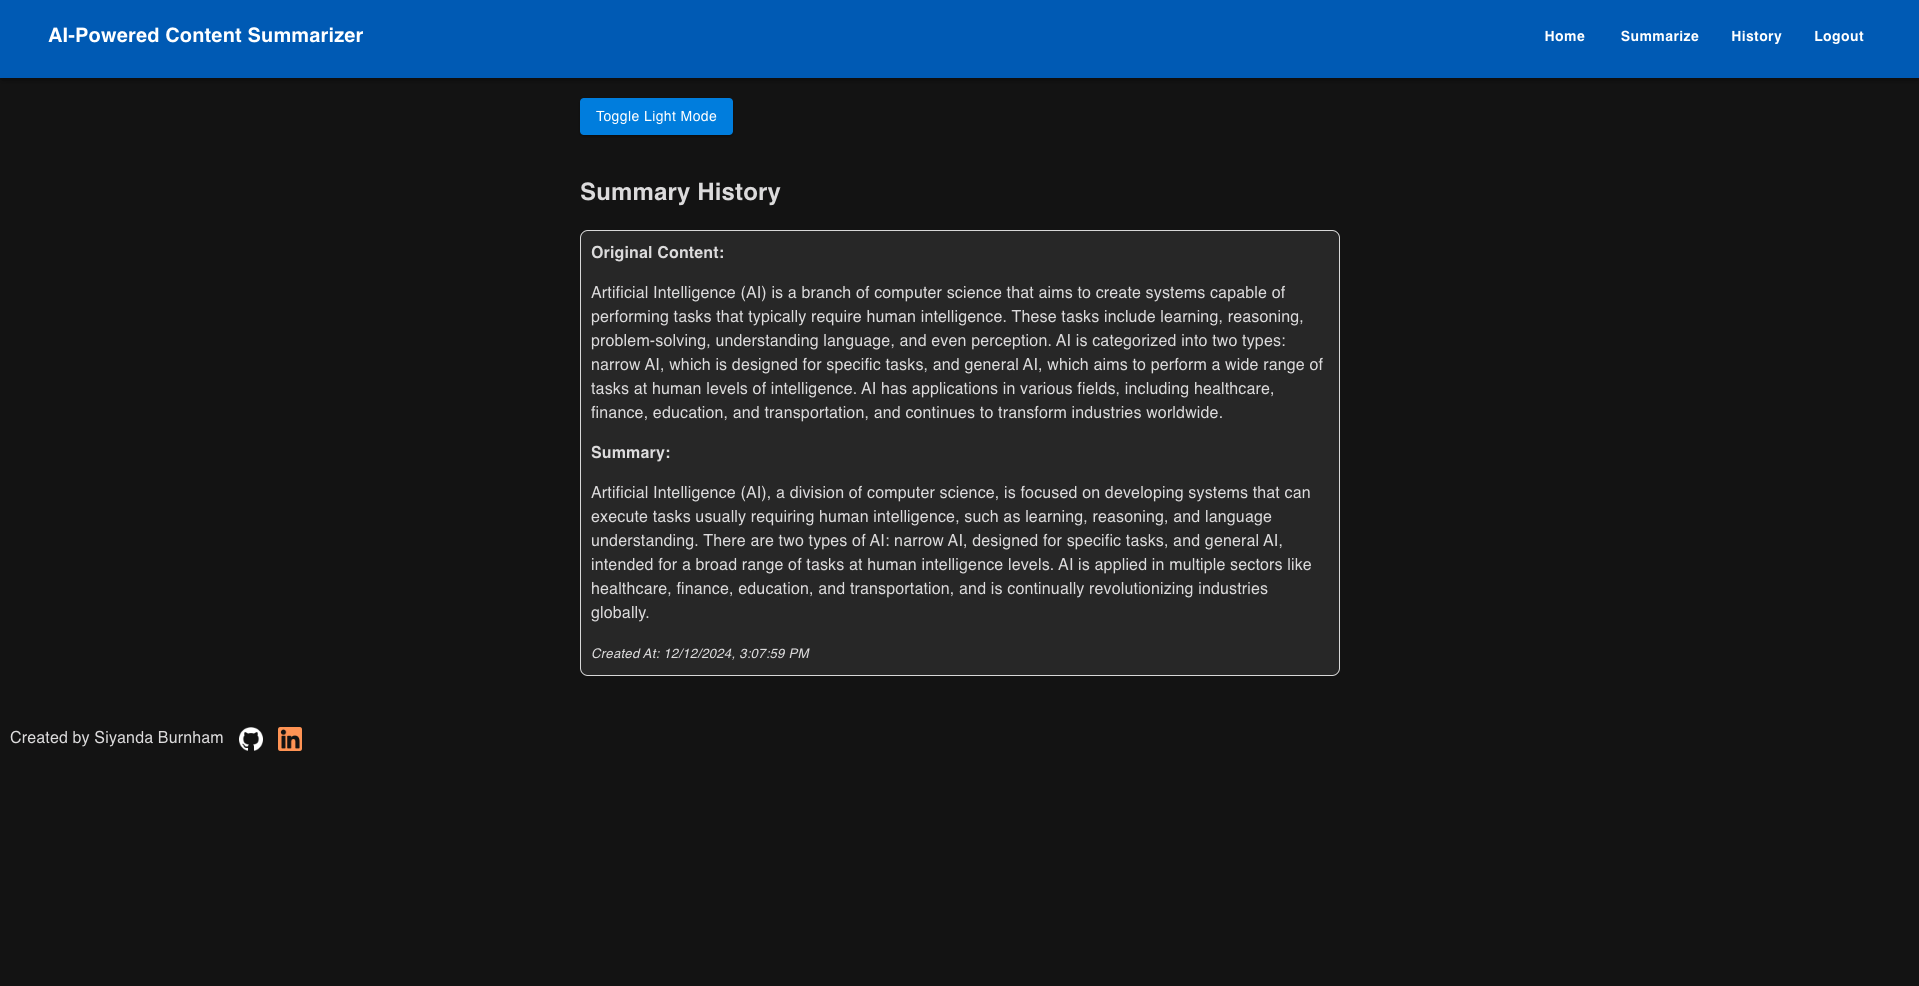 AI-Powered Content Summarizer
Home Summarize History Logout
Toggle Light Mode
Summary History
Original Content:
Artificial Intelligence (AI) is a branch of computer science that aims to create systems capable of
performing tasks that typically require human intelligence. These tasks include learning, reasoning,
problem-solving, understanding language, and even perception. AI is categorized into two types:
narrow AI, which is designed for specific tasks, and general AI, which aims to perform a wide range of
tasks at human levels of intelligence. AI has applications in various fields, including healthcare,
finance, education, and transportation, and continues to transform industries worldwide.
Summary:
Artificial Intelligence (AI), a division of computer science, is focused on developing systems that can
execute tasks usually requiring human intelligence, such as learning, reasoning, and language
understanding. There are two types of AI: narrow AI, designed for specific tasks, and general AI,
intended for a broad range of tasks at human intelligence levels. AI is applied in multiple sectors like
healthcare, finance, education, and transportation, and is continually revolutionizing industries
globally.
Created At: 12/12/2024, 3:07:59 PM
Created by Siyanda Burnham in